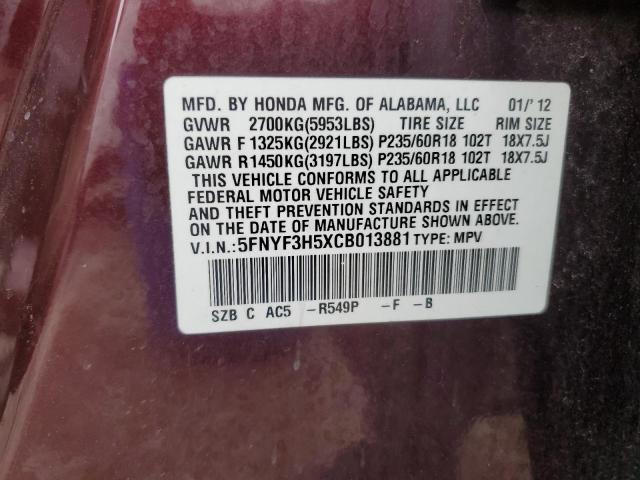 MFD. BY HONDA MFG. OF ALABAMA, LLC 01/'12
GVWR 2700KG(5953LBS) TIRE SIZE RIM SIZE
GAWR F 1325KG(2921LBS) P235/60R18 102T 18X7.5J
GAWR R1450KG(3197LBS) P235/60R18 102T 18X7.5J
THIS VEHICLE CONFORMS TO ALL APPLICABLE
FEDERAL MOTOR VEHICLE SAFETY
AND THEFT PREVENTION STANDARDS IN EFFECT
ON THE DATE OF MANUFACTURE SHOWN ABOVE.
V.I.N.:5FNYF3H5XCB013881 TYPE: MPV
SZB C AC5 -R549P -F -B